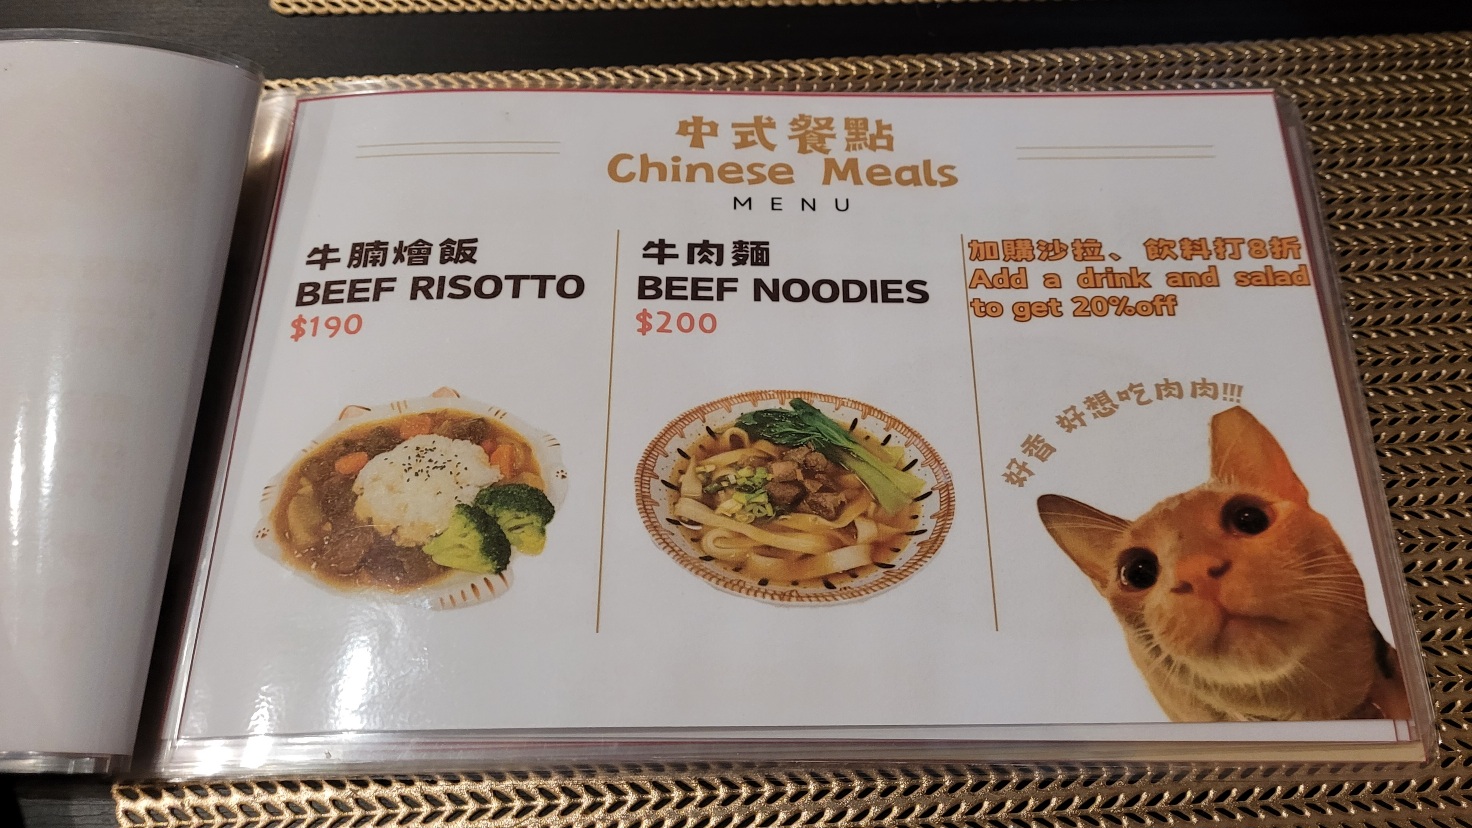 中式餐點
Chinese Meals
MENU
牛腩燴飯
BEEF RISOTTO
$190
牛肉麵
BEEF NOODIES
$200
加購沙拉、飲料打8折
Add a drink and salad
to get 20%off
好香 好想吃肉肉!!!